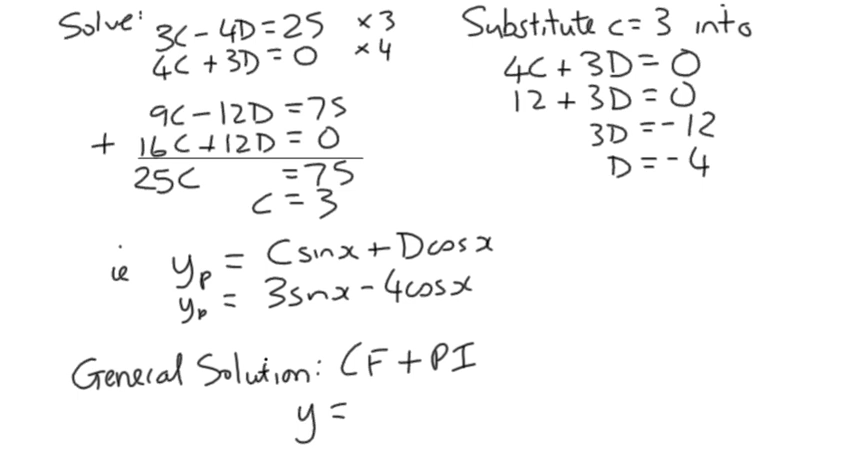 Solve: 3C - 4D = 25 ×3
4C + 3D = 0 ×4
9C - 12D = 75
+ 16C + 12D = 0
25C = 75
C = 3
Substitute C = 3 into
4C + 3D = 0
12 + 3D = 0
3D = -12
D = -4
ie yp = Csinx + Dcosx
yp = 3sinx - 4cosx
General Solution: CF + PI
y =